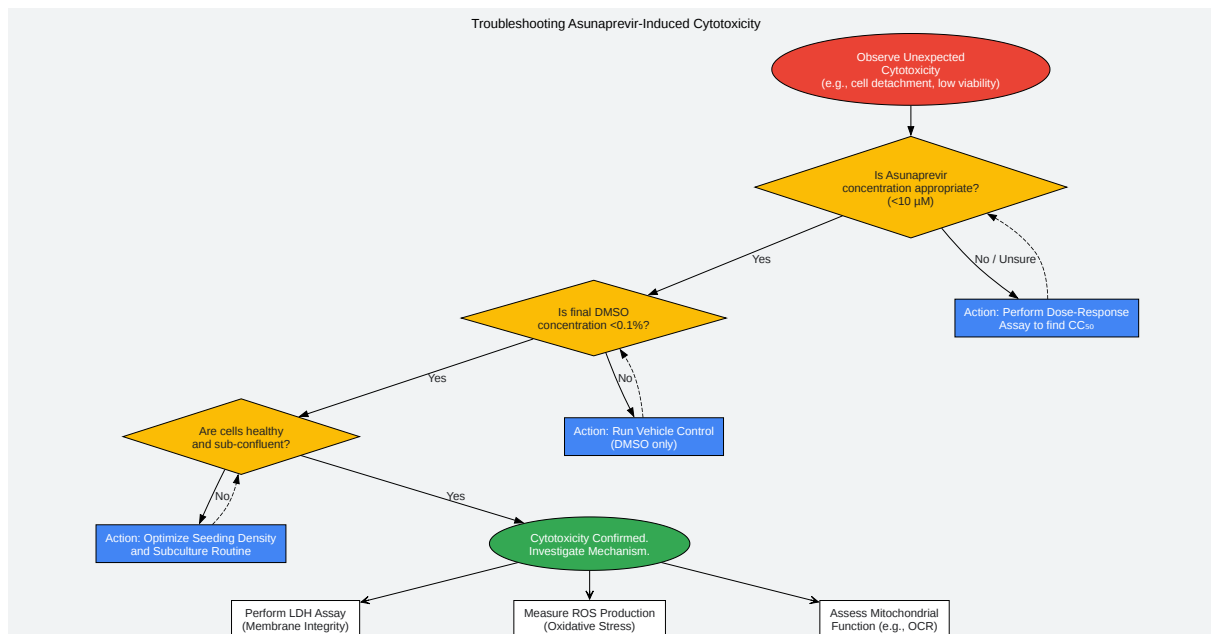 Troubleshooting Asunaprevir-Induced Cytotoxicity
Observe Unexpected
Cytotoxicity
(e.g., cell detachment, low viability)
Is Asunaprevir
concentration appropriate?
(<10 µM)
Yes
No / Unsure
Is final DMSO
concentration <0.1%?
Action: Perform Dose-Response
Assay to find CC₅₀
Yes
No
Are cells healthy
and sub-confluent?
Action: Run Vehicle Control
(DMSO only)
No
Yes
Action: Optimize Seeding Density
and Subculture Routine
Cytotoxicity Confirmed.
Investigate Mechanism.
Perform LDH Assay
(Membrane Integrity)
Measure ROS Production
(Oxidative Stress)
Assess Mitochondrial
Function (e.g., OCR)